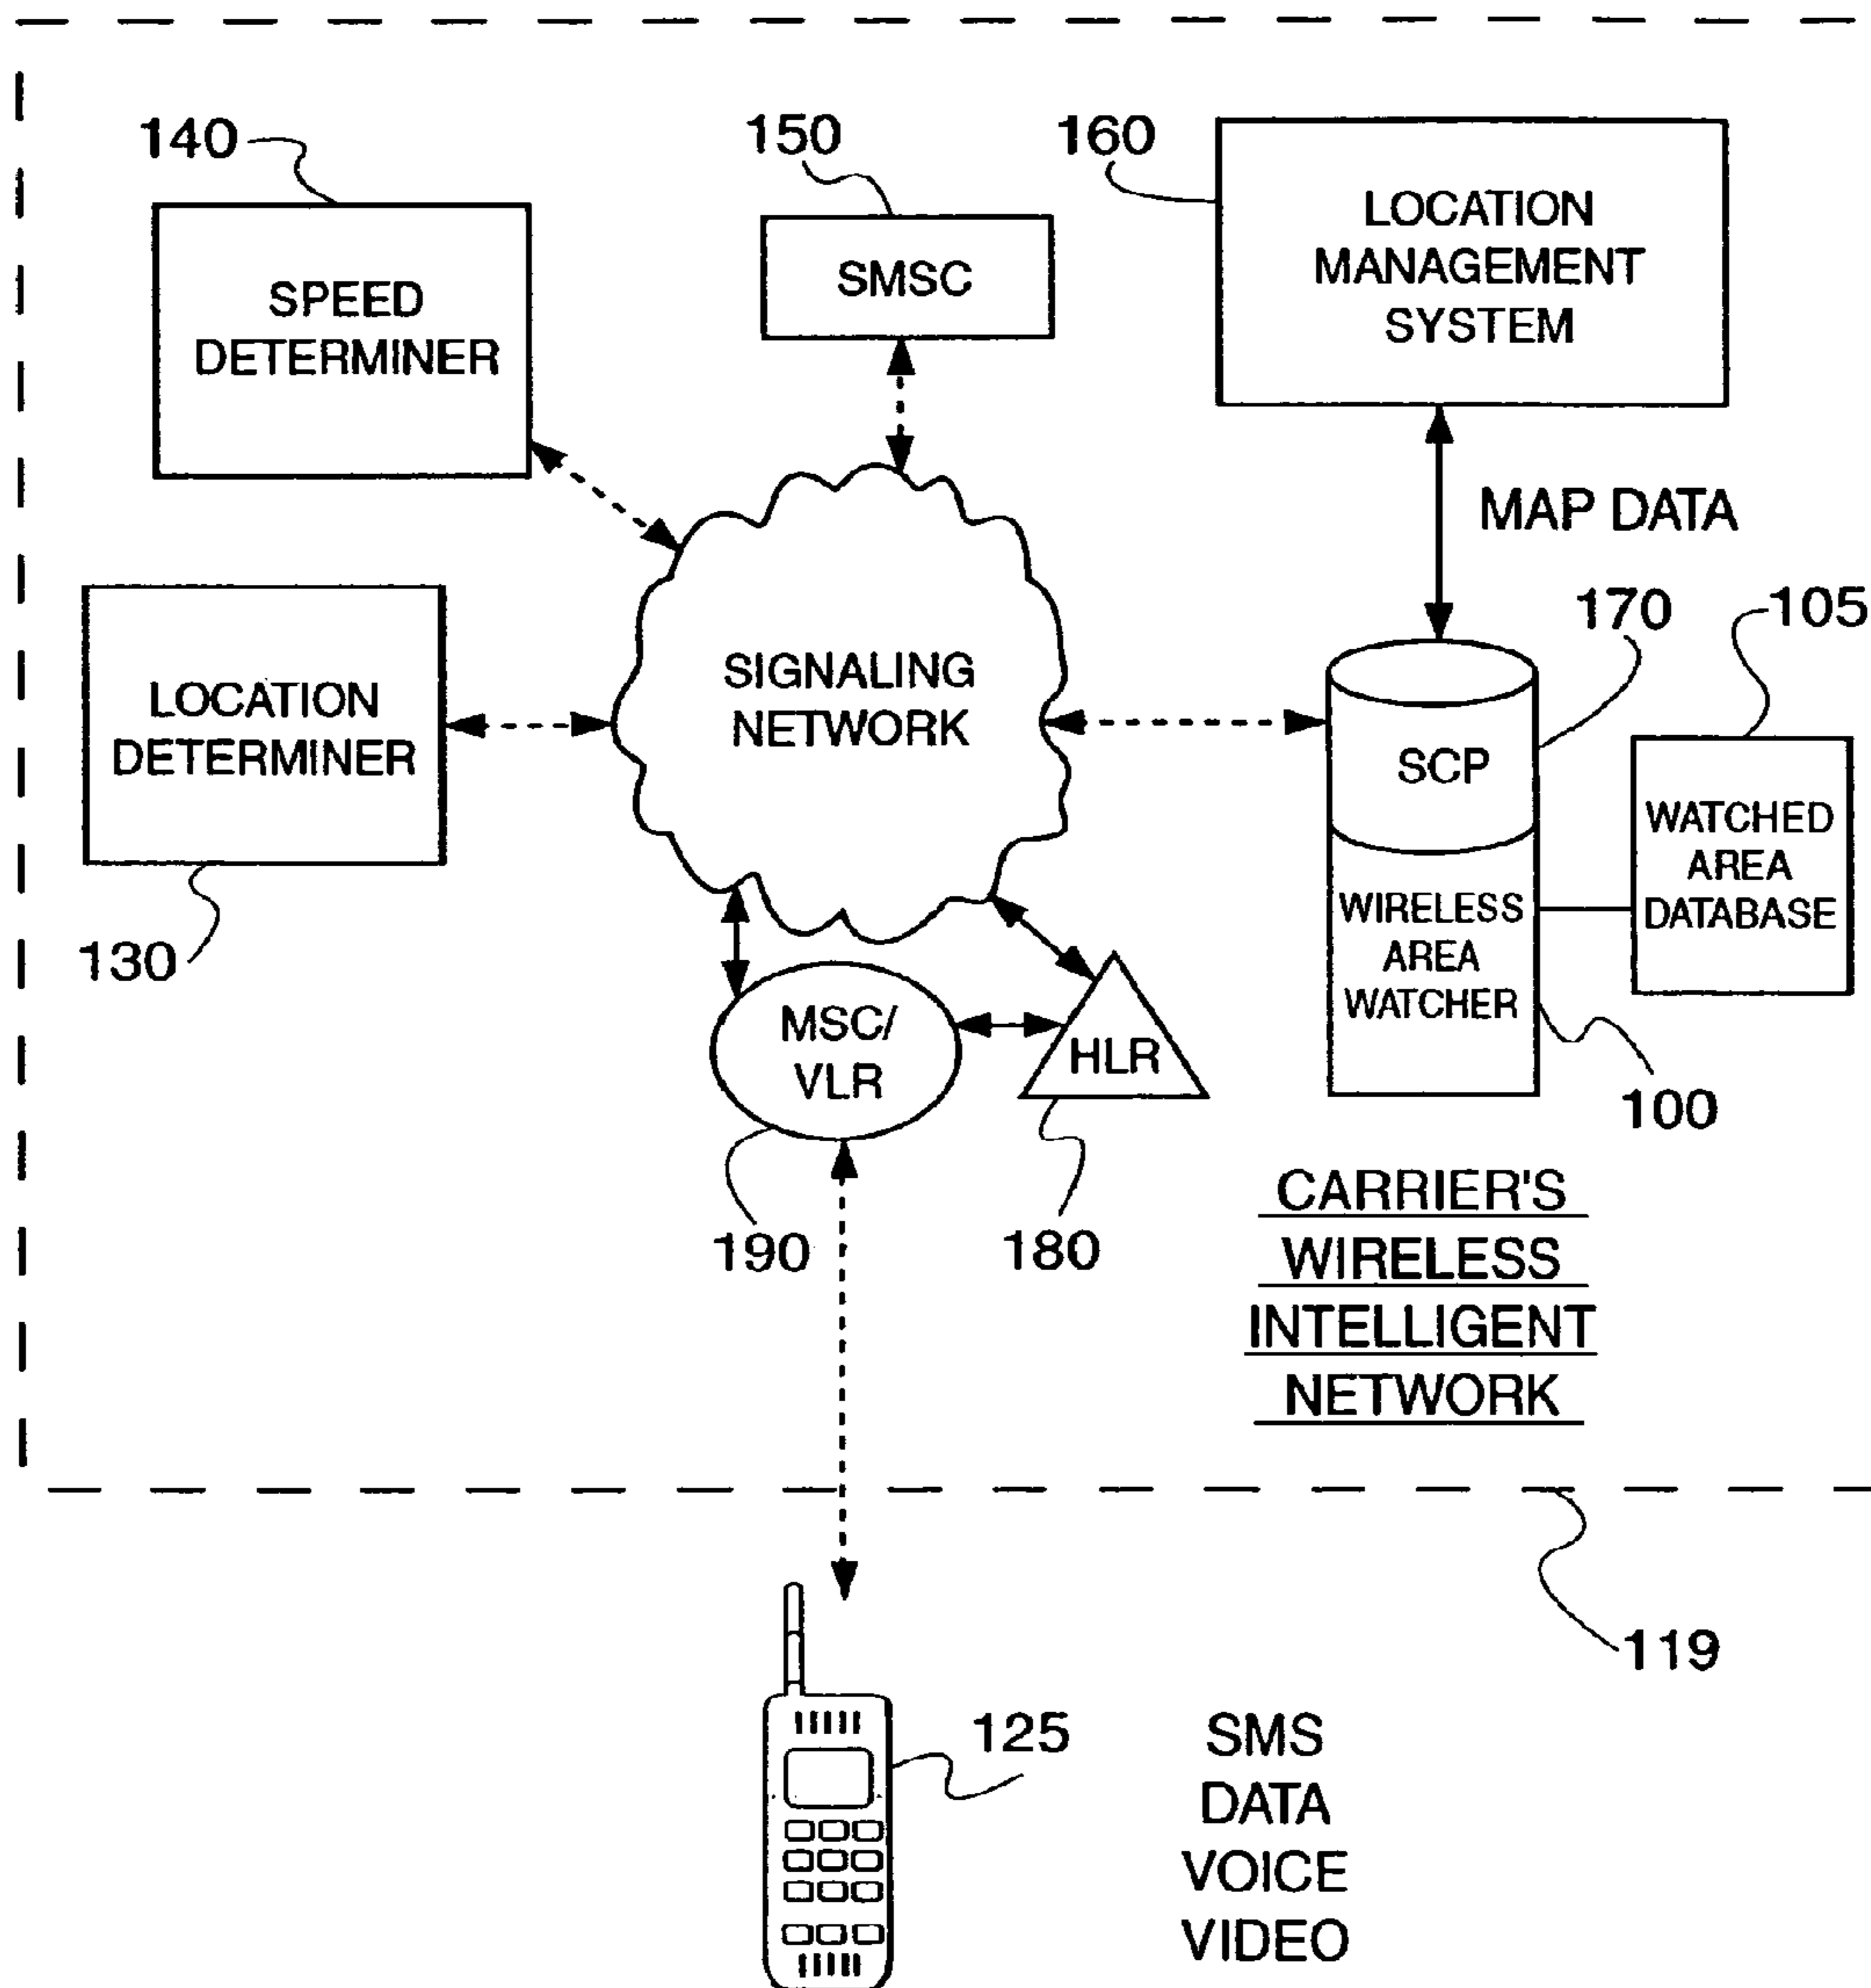 140
150
160
SPEED
DETERMINER
SMSC
LOCATION
MANAGEMENT
SYSTEM
MAP DATA
170
105
LOCATION
DETERMINER
SIGNALING
NETWORK
SCP
WATCHED
AREA
DATABASE
WIRELESS
AREA
WATCHER
130
MSC/
VLR
HLR
100
190
180
CARRIER'S
WIRELESS
INTELLIGENT
NETWORK
119
125
SMS
DATA
VOICE
VIDEO